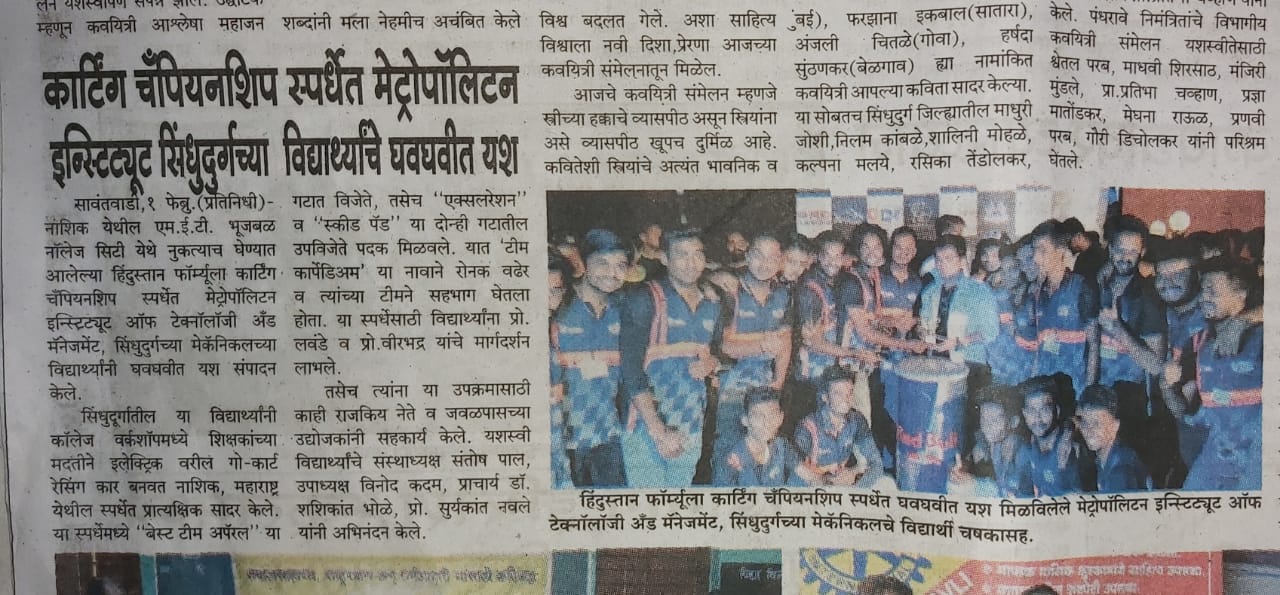 म्हणून कवयित्री आश्लेषा महाजन
शब्दांनी मला नेहमीच अचंबित केले
कार्टिंग चॅंपियनशिप स्पर्धेत मेट्रोपॉलिटन
इन्स्टिट्यूट सिंधुदुर्गच्या विद्यार्थ्यांचे घवघवीत यश
सावंतवाडी,१ फेब्रु.(प्रतिनिधी)-
नाशिक येथील एम.ई.टी. भूजबळ
नॉलेज सिटी येथे नुकत्याच घेण्यात
आलेल्या हिंदुस्तान फॉर्म्यूला कार्टिंग
चॅंपियनशिप स्पर्धेत मेट्रोपॉलिटन
इन्स्टिट्यूट ऑफ टेक्नॉलॉजी अँड
मॅनेजमेंट, सिंधुदुर्गच्या मेकॅनिकलच्या
विद्यार्थ्यांनी घवघवीत यश संपादन
केले.
सिंधुदूर्गातील या विद्यार्थ्यांनी
कॉलेज वर्कशॉपमध्ये शिक्षकांच्या
मदतीने इलेक्ट्रिक वरील गो-कार्ट
रेसिंग कार बनवत नाशिक, महाराष्ट्र
येथील स्पर्धेत प्रात्यक्षिक सादर केले.
या स्पर्धेमध्ये "बेस्ट टीम अपॅरल" या
गटात विजेते, तसेच "एक्सलरेशन"
व "स्कीड पॅड" या दोन्ही गटातील
उपविजेते पदक मिळवले. यात 'टीम
कार्पेडिअम' या नावाने रोनक वढेर
व त्यांच्या टीमने सहभाग घेतला
होता. या स्पर्धेसाठी विद्यार्थ्यांना प्रो.
लवंडे व प्रो.वीरभद्र यांचे मार्गदर्शन
लाभले.
तसेच त्यांना या उपक्रमासाठी
काही राजकिय नेते व जवळपासच्या
उद्योजकांनी सहकार्य केले. यशस्वी
विद्यार्थ्यांचे संस्थाध्यक्ष संतोष पाल,
उपाध्यक्ष विनोद कदम, प्राचार्य डॉ.
शशिकांत भोळे, प्रो. सुर्यकांत नवले
यांनी अभिनंदन केले.
विश्व बदलत गेले. अशा साहित्य
विश्वाला नवी दिशा,प्रेरणा आजच्या
कवयित्री संमेलनातून मिळेल.
आजचे कवयित्री संमेलन म्हणजे
स्त्रीच्या हक्काचे व्यासपीठ असून स्त्रियांना
असे व्यासपीठ खूपच दुर्मिळ आहे.
कवितेशी स्त्रियांचे अत्यंत भावनिक व
फरझाना इकबाल(सातारा),
अंजली चितळे(गोवा), हर्षदा
सुंठणकर(बेळगाव) ह्या नामांकित
कवयित्री आपल्या कविता सादर केल्या.
या सोबतच सिंधुदुर्ग जिल्ह्यातील माधुरी
जोशी,निलम कांबळे,शालिनी मोहळे,
कल्पना मलये, रसिका तेंडोलकर,
केले. पंधरावे निमंत्रितांचे विभागीय
कवयित्री संमेलन यशस्वीतेसाठी
श्वेतल परब, माधवी शिरसाठ, मंजिरी
मुंडले, प्रा.प्रतिभा चव्हाण, प्रज्ञा
मातोंडकर, मेघना राऊळ, प्रणवी
परब, गौरी डिचोलकर यांनी परिश्रम
घेतले.
Red Bull
हिंदुस्तान फॉर्म्यूला कार्टिंग चॅंपियनशिप स्पर्धेत घवघवीत यश मिळविलेले मेट्रोपॉलिटन इन्स्टिट्यूट ऑफ
टेक्नॉलॉजी अँड मॅनेजमेंट, सिंधुदुर्गच्या मेकॅनिकलचे विद्यार्थी चषकासह.